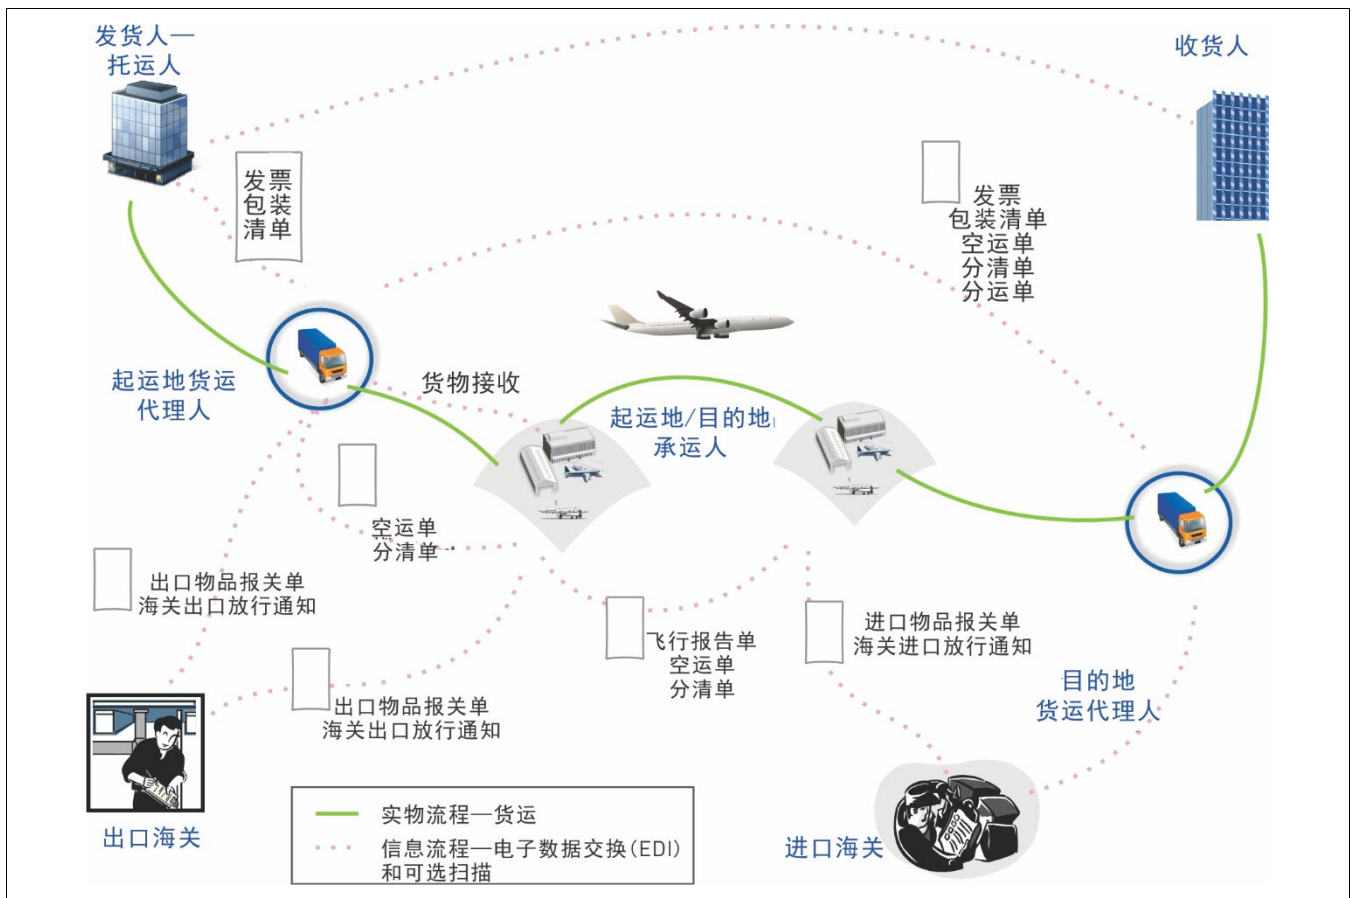 发货人—
托运人
收货人
发票
包装
清单
发票
包装清单
空运单
分清单
分运单
起运地货运
代理人
货物接收
起运地/目的地
承运人
空运单
分清单
出口物品报关单
海关出口放行通知
飞行报告单
空运单
分清单
进口物品报关单
海关进口放行通知
出口物品报关单
海关出口放行通知
目的地
货运代理人
出口海关
进口海关
实物流程—货运
信息流程—电子数据交换(EDI)
和可选扫描